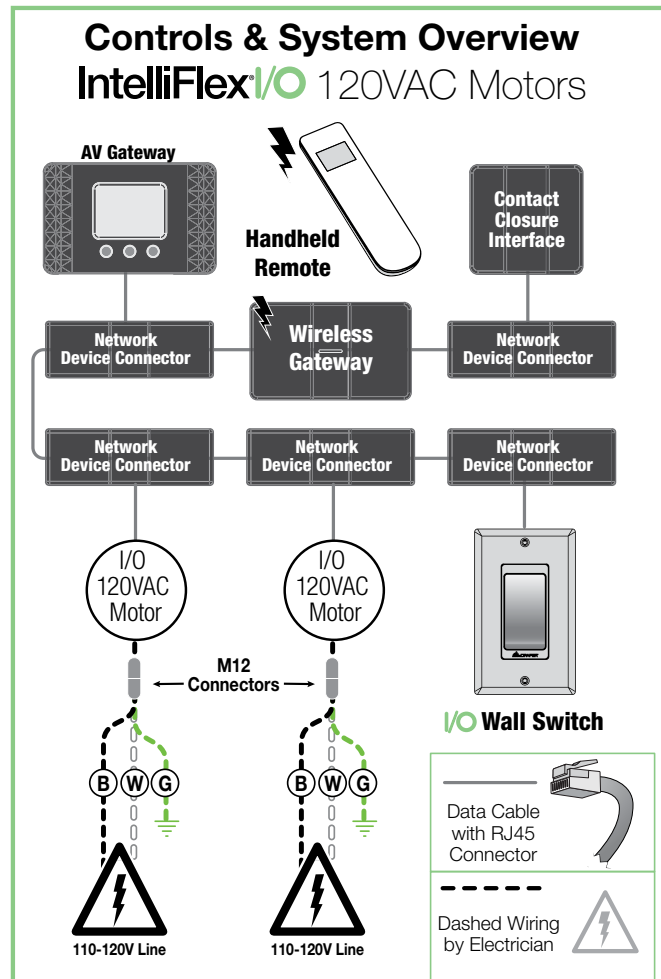 Controls & System Overview
IntelliFlex® I/O 120VAC Motors
AV Gateway
Handheld
Remote
Contact
Closure
Interface
Network
Device Connector
Wireless
Gateway
Network
Device Connector
Network
Device Connector
Network
Device Connector
Network
Device Connector
I/O
120VAC
Motor
I/O
120VAC
Motor
M12
Connectors
DRAPER
I/O Wall Switch
B W G
B W G
110-120V Line
110-120V Line
Data Cable
with RJ45
Connector
Dashed Wiring
by Electrician